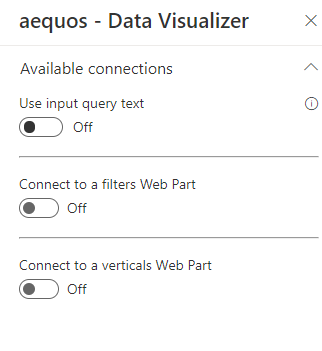 aequos - Data Visualizer
Available connections
Use input query text
Off
Connect to a filters Web Part
Off
Connect to a verticals Web Part
Off